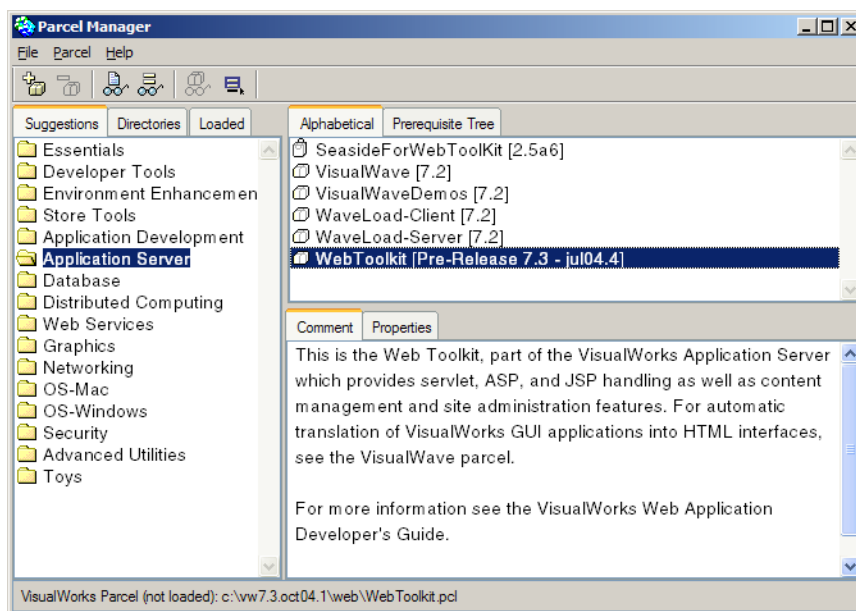 Parcel Manager
File Parcel Help
Suggestions Directories Loaded
Essentials
Developer Tools
Environment Enhancemen
Store Tools
Application Development
Application Server
Database
Distributed Computing
Web Services
Graphics
Networking
OS-Mac
OS-Windows
Security
Advanced Utilities
Toys
Alphabetical Prerequisite Tree
SeasideForWebToolKit [2.5a6]
VisualWave [7.2]
VisualWaveDemos [7.2]
WaveLoad-Client [7.2]
WaveLoad-Server [7.2]
WebToolkit [Pre-Release 7.3 - jul04.4]
Comment Properties
This is the Web Toolkit, part of the VisualWorks Application Server
which provides servlet, ASP, and JSP handling as well as content
management and site administration features. For automatic
translation of VisualWorks GUI applications into HTML interfaces,
see the VisualWave parcel.
For more information see the VisualWorks Web Application
Developer's Guide.
VisualWorks Parcel (not loaded): c:\vw7.3.oct04.1\web\WebToolkit.pcl